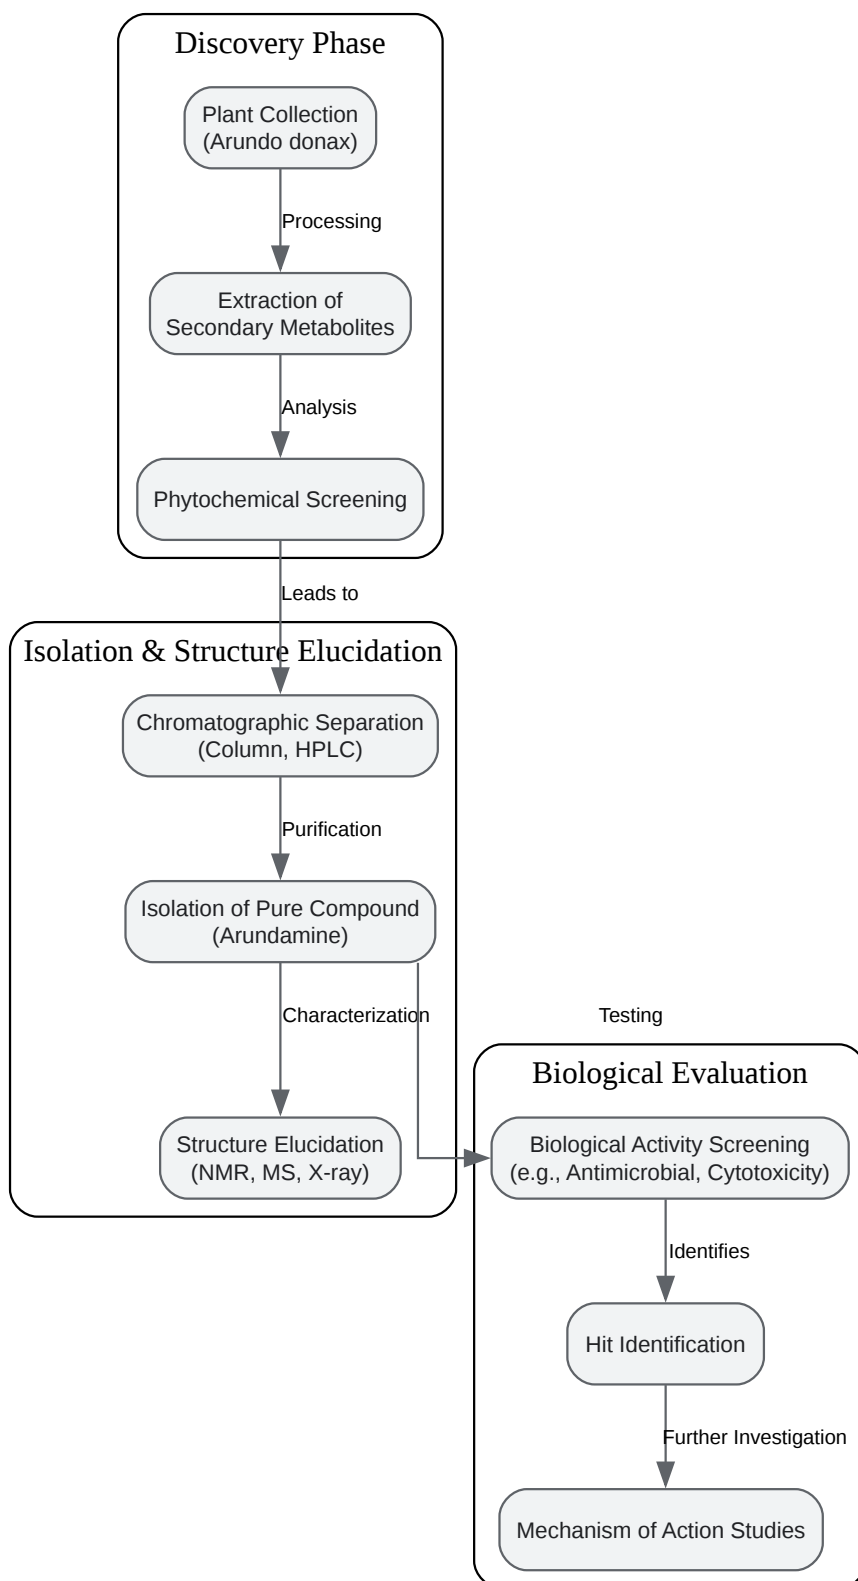 Discovery Phase
Plant Collection
(Arundo donax)
Processing
Extraction of
Secondary Metabolites
Analysis
Phytochemical Screening
Leads to
Isolation & Structure Elucidation
Chromatographic Separation
(Column, HPLC)
Purification
Isolation of Pure Compound
(Arundamine)
Characterization
Structure Elucidation
(NMR, MS, X-ray)
Testing
Biological Evaluation
Biological Activity Screening
(e.g., Antimicrobial, Cytotoxicity)
Identifies
Hit Identification
Further Investigation
Mechanism of Action Studies